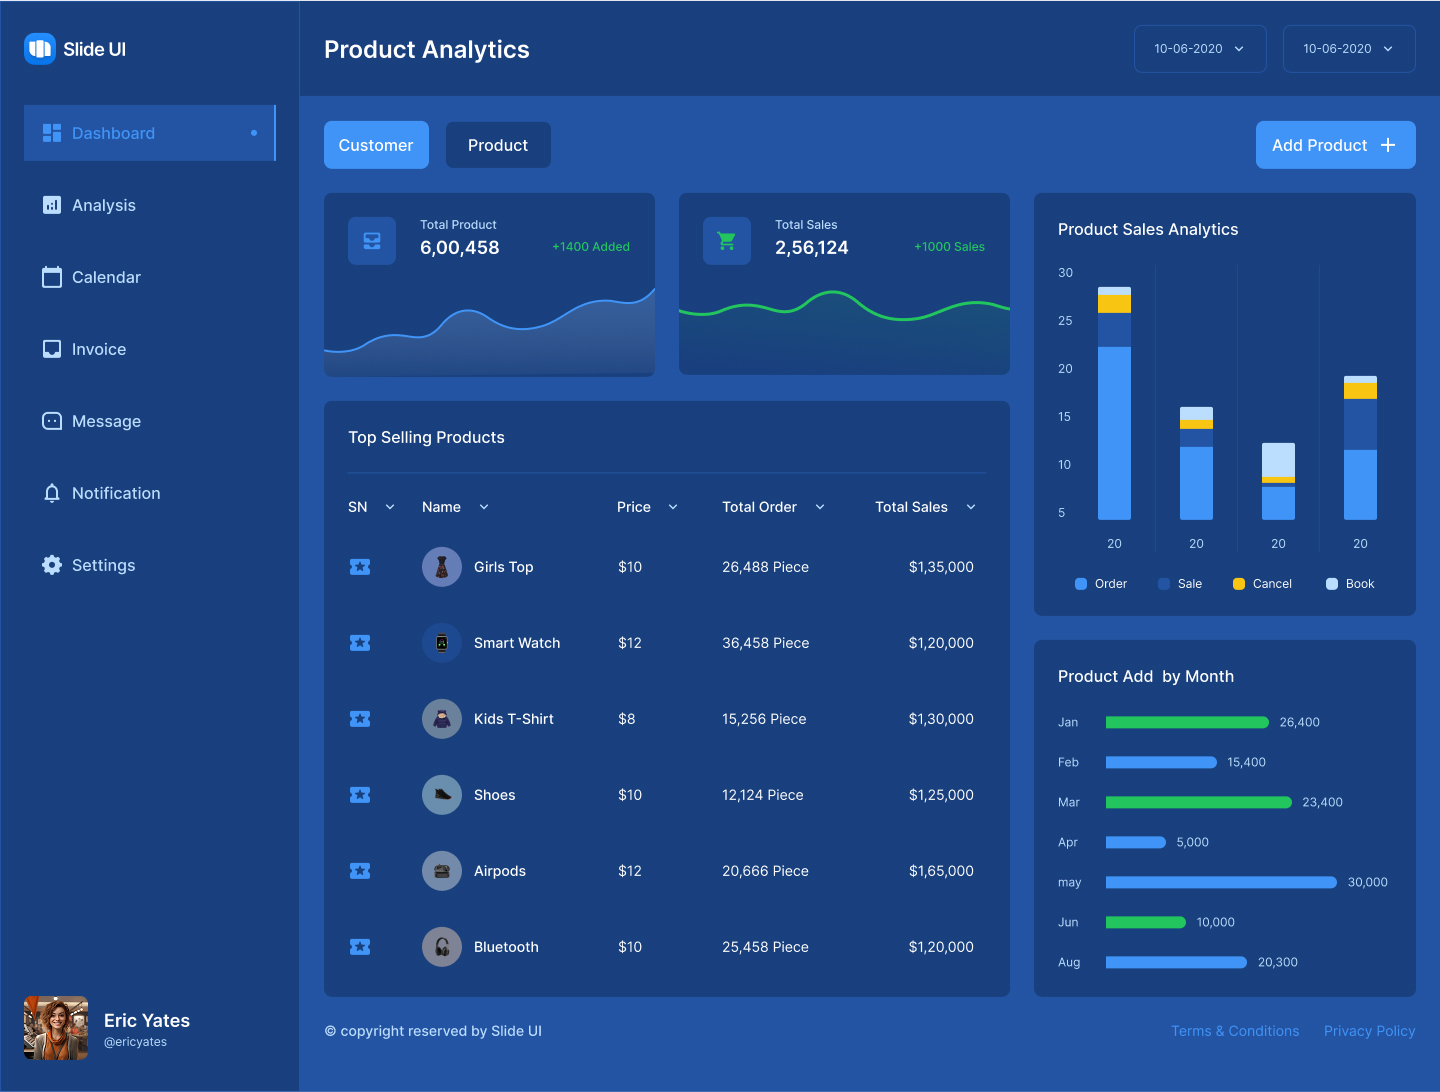 Slide UI
Dashboard
Analysis
Calendar
Invoice
Message
Notification
Settings
Eric Yates
@ericyates
Product Analytics
10-06-2020
10-06-2020
Customer
Product
Add Product
Total Product
6,00,458
+1400 Added
Total Sales
2,56,124
+1000 Sales
Top Selling Products
SN Name Price Total Order Total Sales
Girls Top $10 26,488 Piece $1,35,000
Smart Watch $12 36,458 Piece $1,20,000
Kids T-Shirt $8 15,256 Piece $1,30,000
Shoes $10 12,124 Piece $1,25,000
Airpods $12 20,666 Piece $1,65,000
Bluetooth $10 25,458 Piece $1,20,000
Product Sales Analytics
30
25
20
15
10
5
20 20 20 20
Order Sale Cancel Book
Product Add  by Month
Jan 26,400
Feb 15,400
Mar 23,400
Apr 5,000
may 30,000
Jun 10,000
Aug 20,300
© copyright reserved by Slide UI
Terms & Conditions
Privacy Policy